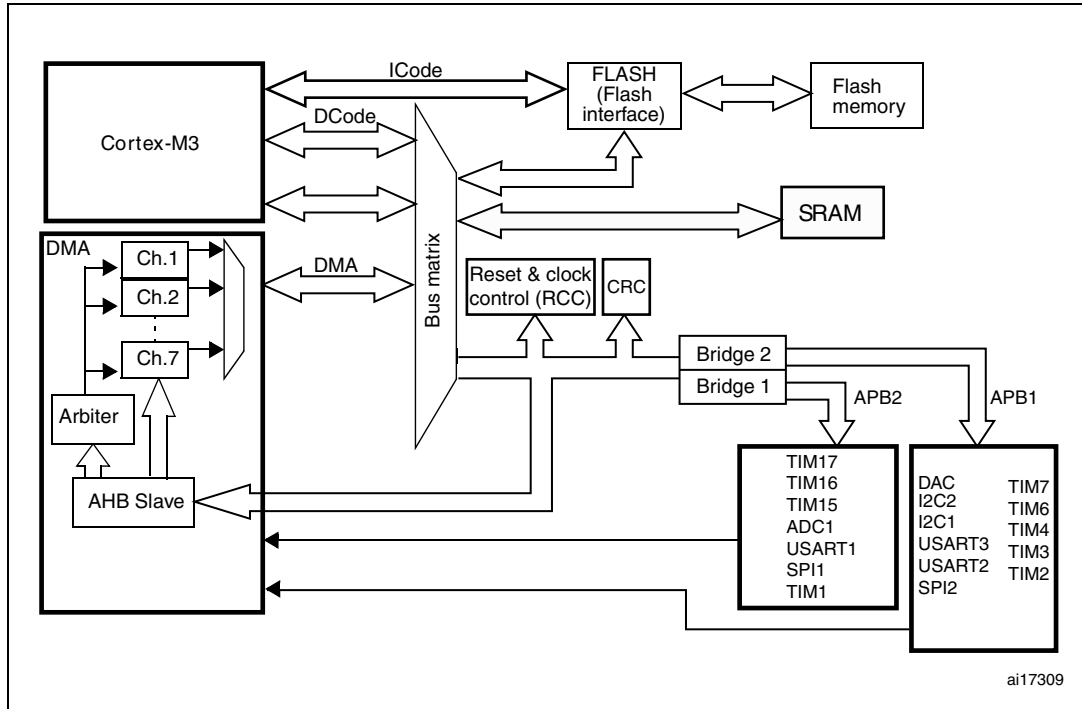 ICode
FLASH
(Flash
interface)
Flash
memory
Cortex-M3
DCode
Bus matrix
SRAM
DMA
Ch.1
Ch.2
Ch.7
DMA
Reset & clock
control (RCC)
CRC
Bridge 2
Bridge 1
APB2
APB1
Arbiter
AHB Slave
TIM17
TIM16
TIM15
ADC1
USART1
SPI1
TIM1
DAC
I2C2
I2C1
USART3
USART2
SPI2
TIM7
TIM6
TIM4
TIM3
TIM2
ai17309